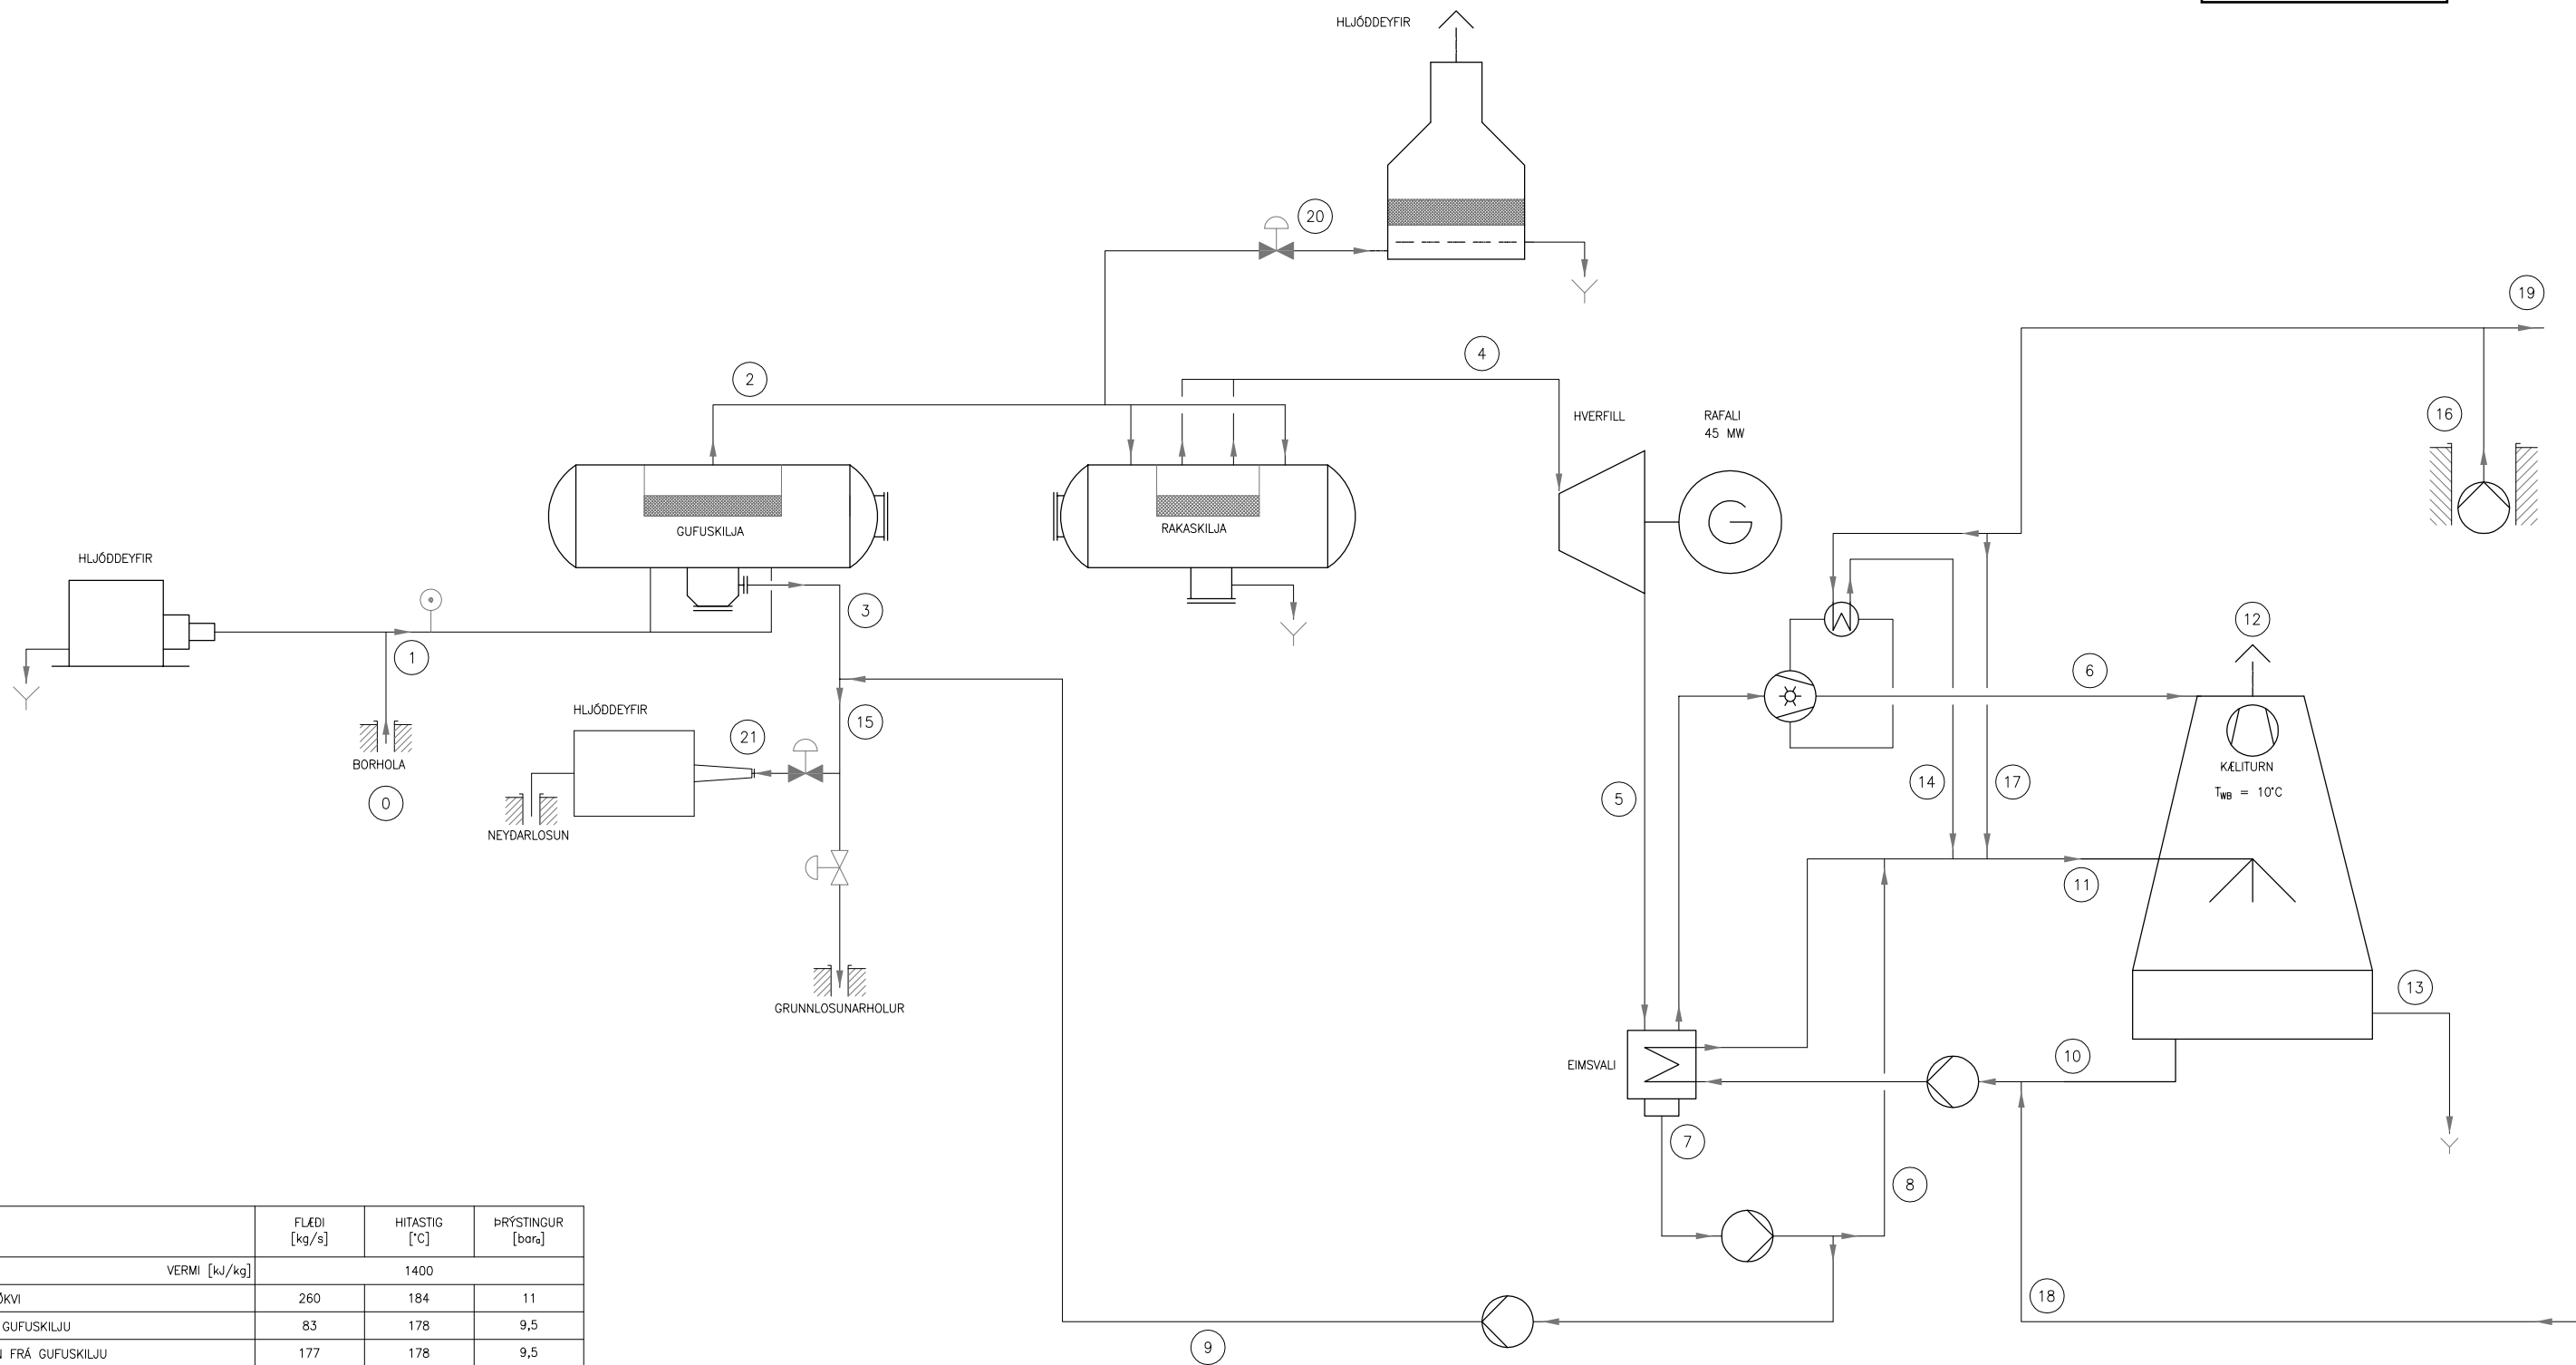 HLJÓÐDEYFIR
20
19
4
2
HVERFILL
RAFALI
45 MW
16
G
GUFUSKILJA
RAKASKILJA
HLJÓÐDEYFIR
3
12
1
6
HLJÓÐDEYFIR
15
21
BORHOLA
KÆLITURN
TWB = 10°C
0
5
14
17
NEYÐARLOSUN
11
13
GRUNNLOSUNARHOLUR
EIMSVALI
10
7
8
18
9
FLÆÐI
[kg/s]
HITASTIG
[°C]
ÞRÝSTINGUR
[bara]
VERMI [kJ/kg] 1400
260 184 11
GUFUSKILJU 83 178 9,5
FRÁ GUFUSKILJU 177 178 9,5